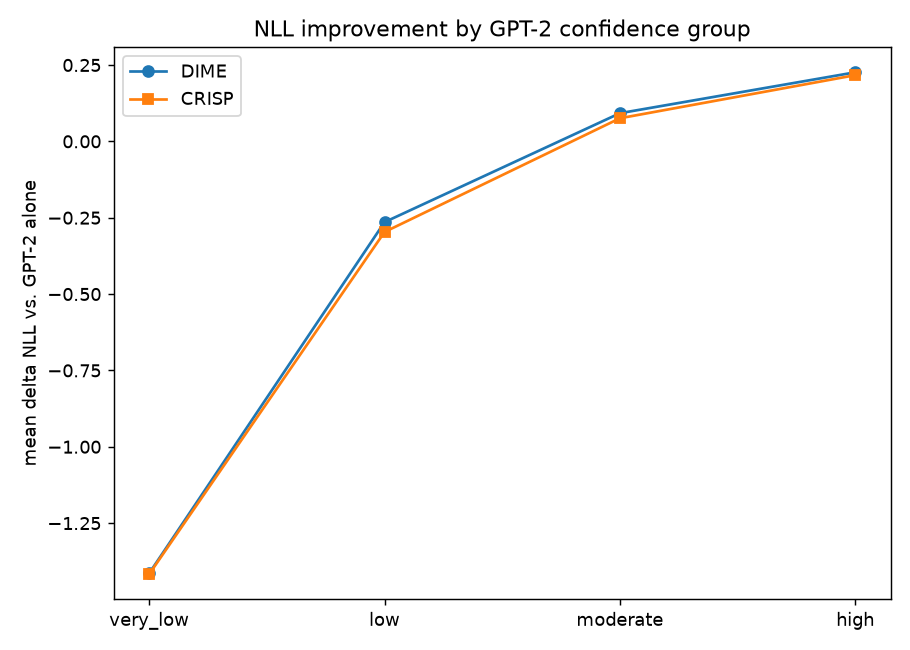 NLL improvement by GPT-2 confidence group
DIME
CRISP
mean delta NLL vs. GPT-2 alone
0.25
0.00
−0.25
−0.50
−0.75
−1.00
−1.25
very_low low moderate high